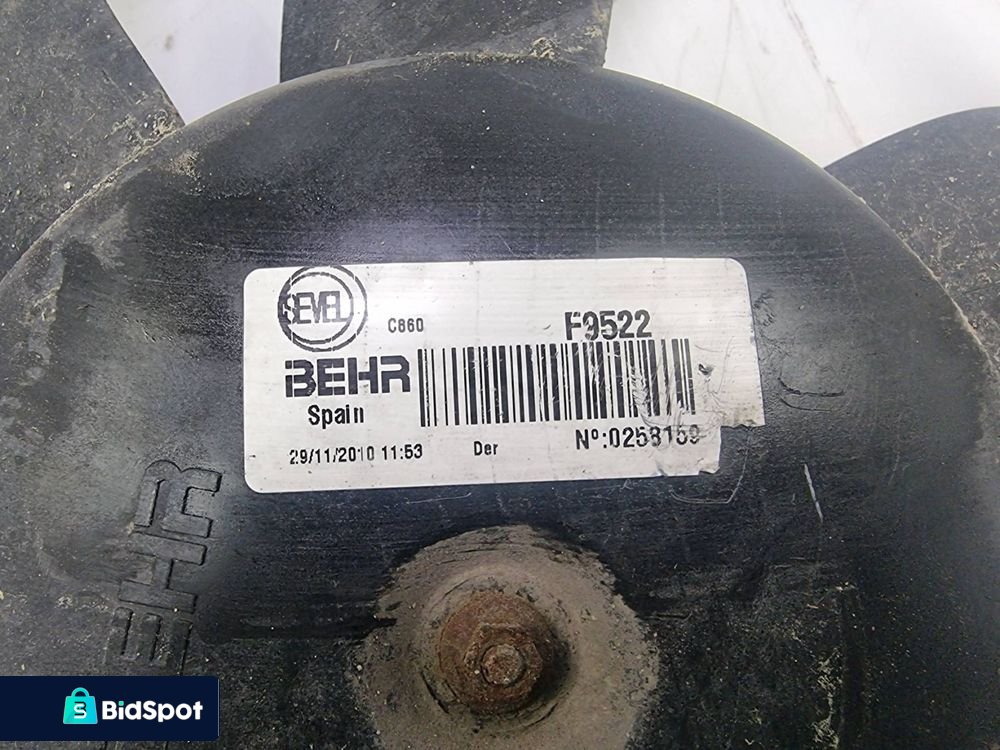 SEVEL
C860
F9522
BEHR
Spain
29/11/2010 11:53
Der
Nº:0258159
BEHR
BidSpot